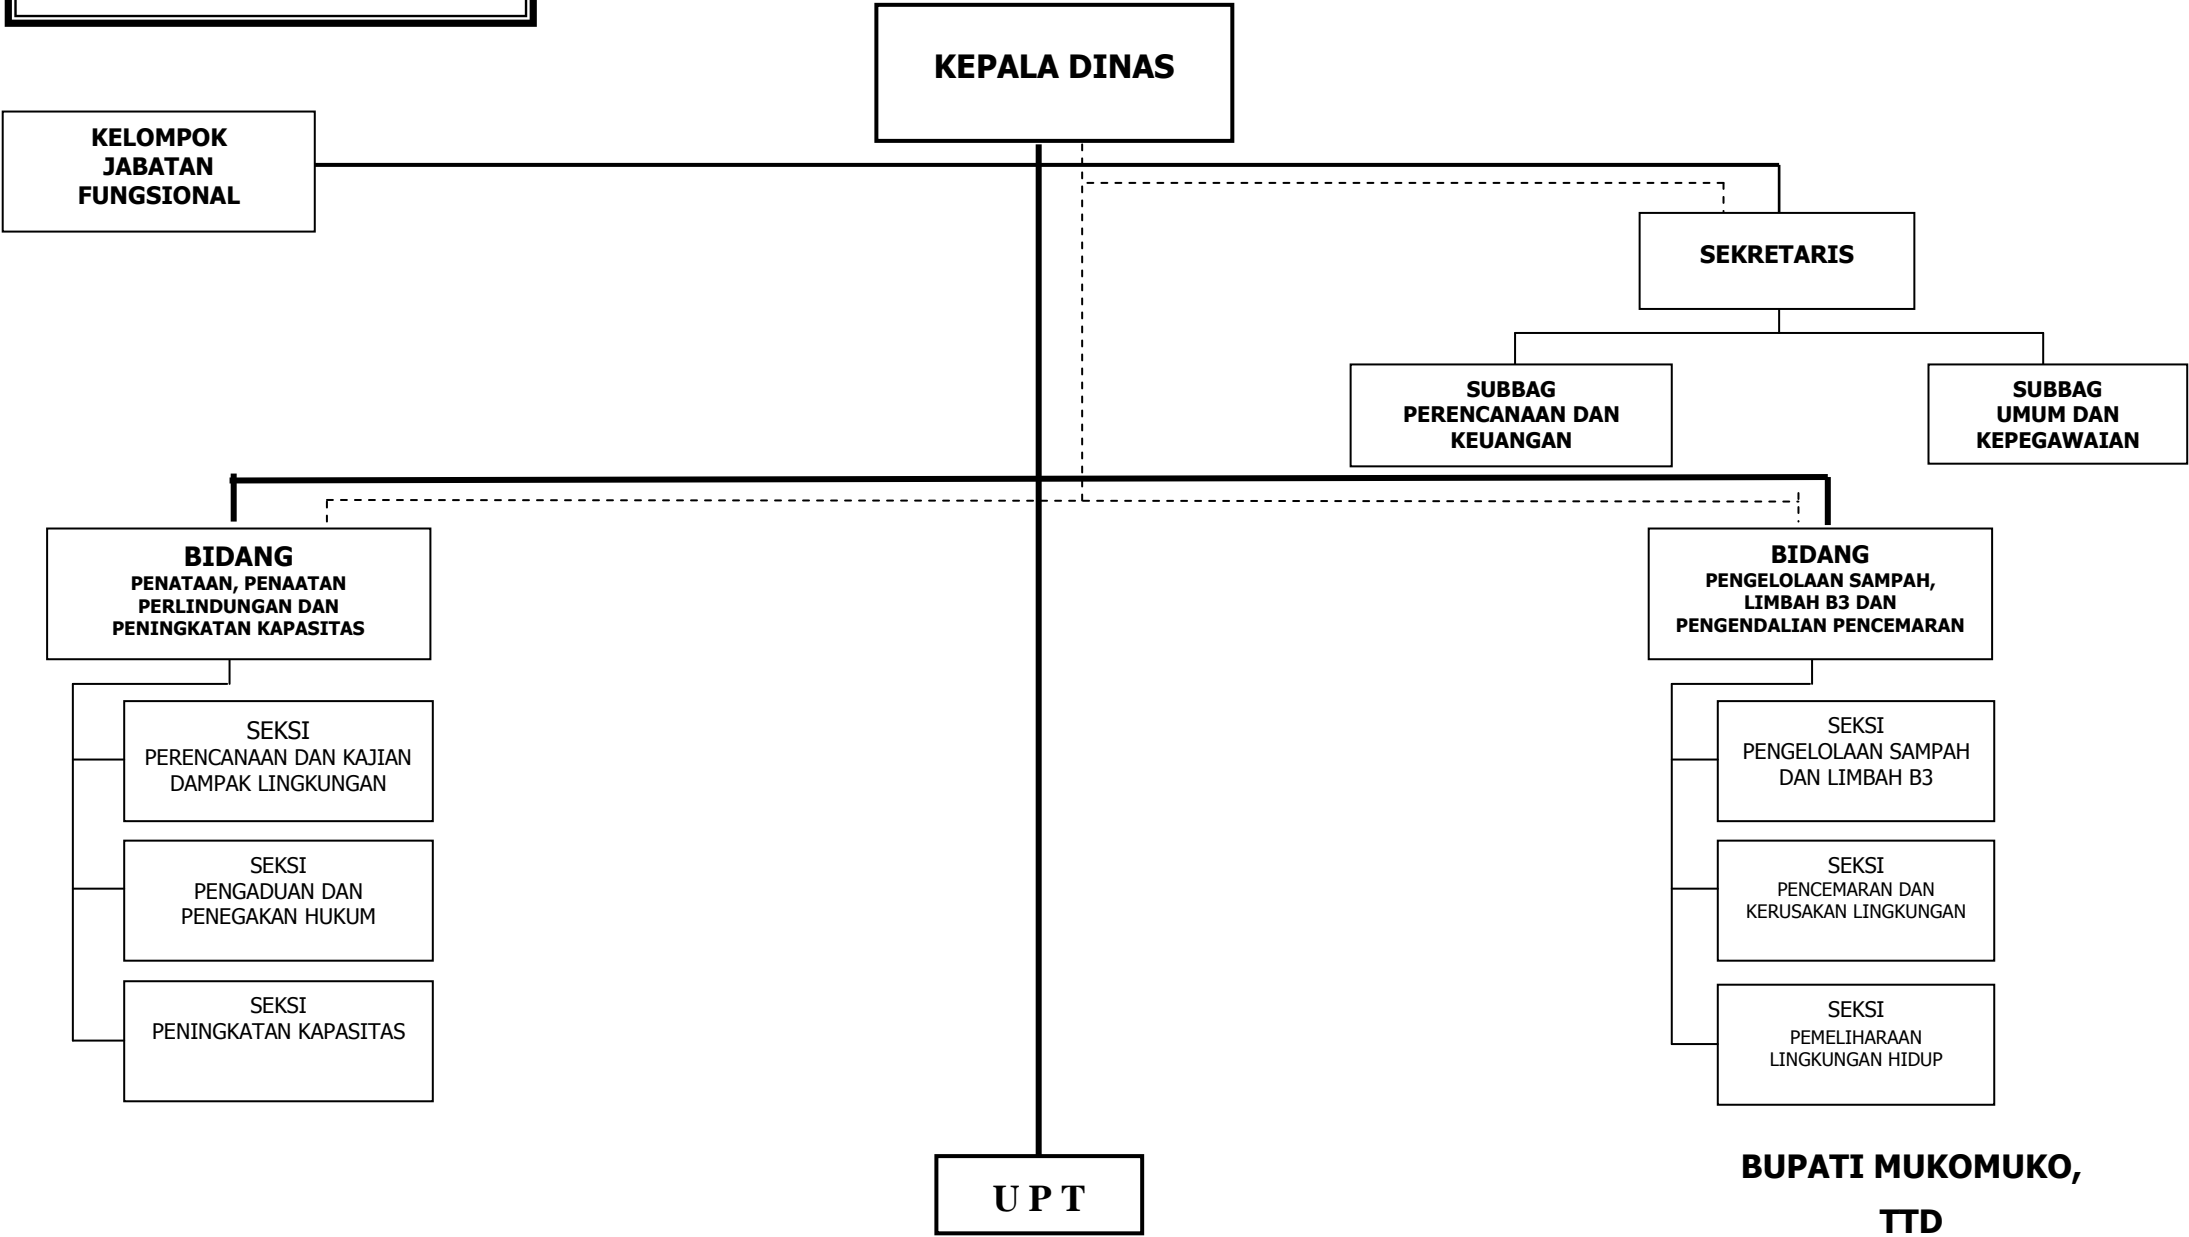 KEPALA DINAS
KELOMPOK
JABATAN
FUNGSIONAL
SEKRETARIS
SUBBAG
PERENCANAAN DAN
KEUANGAN
SUBBAG
UMUM DAN
KEPEGAWAIAN
BIDANG
PENATAAN, PENAATAN
PERLINDUNGAN DAN
PENINGKATAN KAPASITAS
BIDANG
PENGELOLAAN SAMPAH,
LIMBAH B3 DAN
PENGENDALIAN PENCEMARAN
SEKSI
PERENCANAAN DAN KAJIAN
DAMPAK LINGKUNGAN
SEKSI
PENGADUAN DAN
PENEGAKAN HUKUM
SEKSI
PENINGKATAN KAPASITAS
SEKSI
PENGELOLAAN SAMPAH
DAN LIMBAH B3
SEKSI
PENCEMARAN DAN
KERUSAKAN LINGKUNGAN
SEKSI
PEMELIHARAAN
LINGKUNGAN HIDUP
U P T
BUPATI MUKOMUKO,
TTD